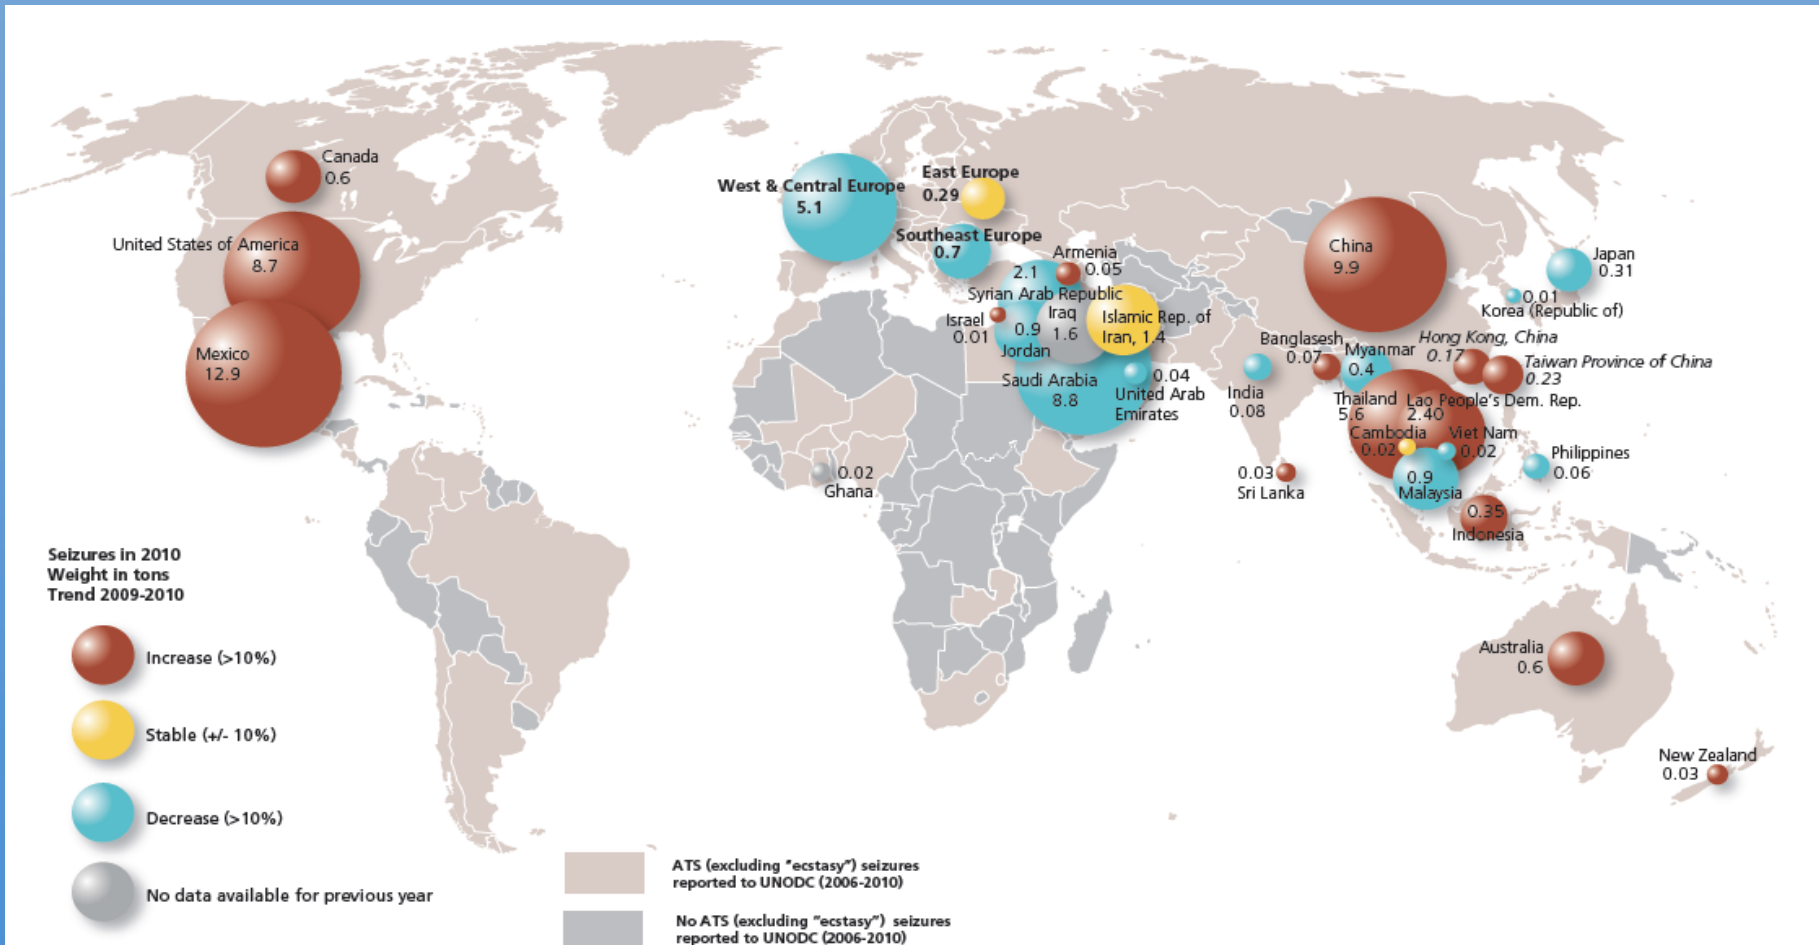 Canada
0.6
United States of America
8.7
Mexico
12.9
West & Central Europe
5.1
East Europe
0.29
Southeast Europe
0.7
Armenia
0.05
2.1
Syrian Arab Republic
Israel
0.01
Iraq
1.6
0.9
Jordan
Islamic Rep. of
Iran, 1.4
Saudi Arabia
8.8
0.04
United Arab
Emirates
Ghana
0.02
India
0.08
0.03
Sri Lanka
Banglasesh
0.07
Myanmar
0.4
China
9.9
Japan
0.31
0.01
Korea (Republic of)
Hong Kong, China
0.17
Taiwan Province of China
0.23
Thailand
5.6
Lao People's Dem. Rep.
2.40
Cambodia
0.02
Viet Nam
0.02
Philippines
0.06
0.9
Malaysia
0.35
Indonesia
Australia
0.6
New Zealand
0.03
Seizures in 2010
Weight in tons
Trend 2009-2010
Increase (>10%)
Stable (+/- 10%)
Decrease (>10%)
No data available for previous year
ATS (excluding "ecstasy") seizures
reported to UNODC (2006-2010)
No ATS (excluding "ecstasy") seizures
reported to UNODC (2006-2010)